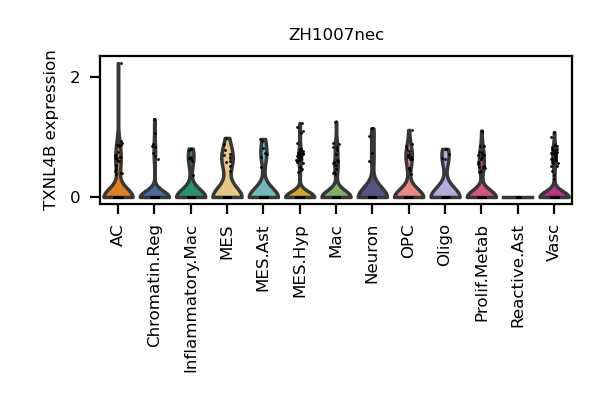 ZH1007nec
TXNL4B expression
2
0
AC
Chromatin.Reg
Inflammatory.Mac
MES
MES.Ast
MES.Hyp
Mac
Neuron
OPC
Oligo
Prolif.Metab
Reactive.Ast
Vasc